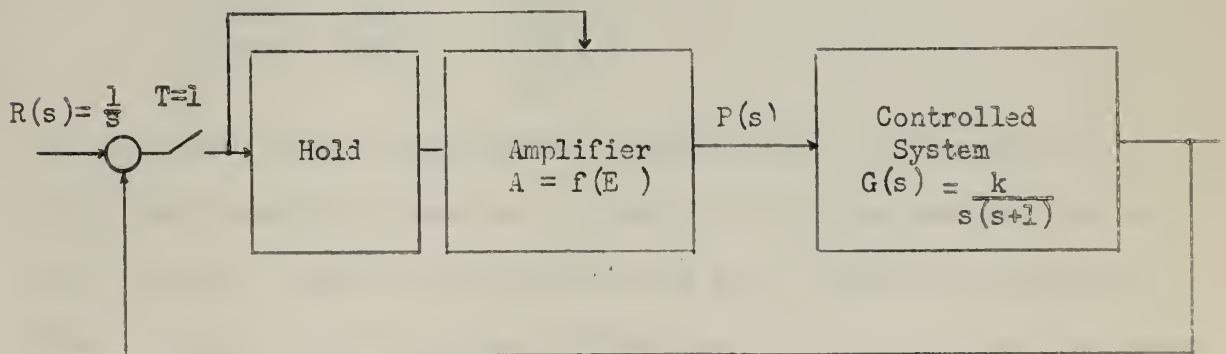 R(s)= 1/s
T=1
Hold
Amplifier
A = f(E )
P(s)
Controlled
System
G(s) = k/s(s+1)